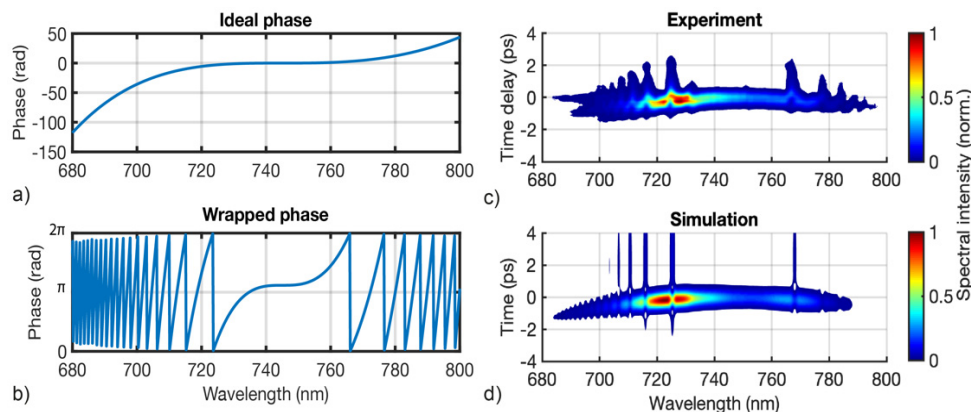 Ideal phase
50
0
-50
-100
-150
Phase (rad)
680 700 720 740 760 780 800
a)
Wrapped phase
2π
π
0
Phase (rad)
680 700 720 740 760 780 800
Wavelength (nm)
b)
Experiment
4
2
0
-2
-4
Time delay (ps)
680 700 720 740 760 780 800
c)
1
0.5
0
Simulation
4
2
0
-2
-4
Time (ps)
680 700 720 740 760 780 800
Wavelength (nm)
d)
1
0.5
0
Spectral intensity (norm.)